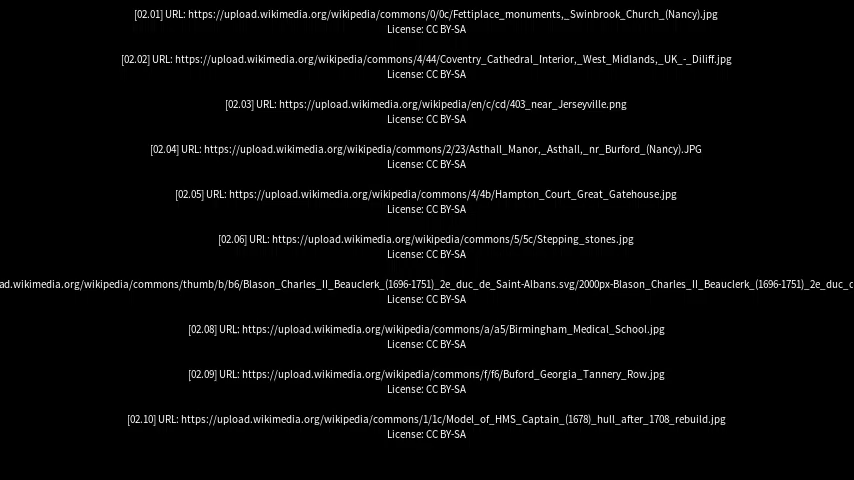 [02.01] URL: https://upload.wikimedia.org/wikipedia/commons/0/0c/Fettiplace_monuments,_Swinbrook_Church_(Nancy).jpg
License: CC BY-SA
[02.02] URL: https://upload.wikimedia.org/wikipedia/commons/4/44/Coventry_Cathedral_Interior,_West_Midlands,_UK_-_Diliff.jpg
License: CC BY-SA
[02.03] URL: https://upload.wikimedia.org/wikipedia/en/c/cd/403_near_Jerseyville.png
License: CC BY-SA
[02.04] URL: https://upload.wikimedia.org/wikipedia/commons/2/23/Asthall_Manor,_Asthall,_nr_Burford_(Nancy).JPG
License: CC BY-SA
[02.05] URL: https://upload.wikimedia.org/wikipedia/commons/4/4b/Hampton_Court_Great_Gatehouse.jpg
License: CC BY-SA
[02.06] URL: https://upload.wikimedia.org/wikipedia/commons/5/5c/Stepping_stones.jpg
License: CC BY-SA
ad.wikimedia.org/wikipedia/commons/thumb/b/b6/Blason_Charles_II_Beauclerk_(1696-1751)_2e_duc_de_Saint-Albans.svg/2000px-Blason_Charles_II_Beauclerk_(1696-1751)_2e_duc_c
License: CC BY-SA
[02.08] URL: https://upload.wikimedia.org/wikipedia/commons/a/a5/Birmingham_Medical_School.jpg
License: CC BY-SA
[02.09] URL: https://upload.wikimedia.org/wikipedia/commons/f/f6/Buford_Georgia_Tannery_Row.jpg
License: CC BY-SA
[02.10] URL: https://upload.wikimedia.org/wikipedia/commons/1/1c/Model_of_HMS_Captain_(1678)_hull_after_1708_rebuild.jpg
License: CC BY-SA